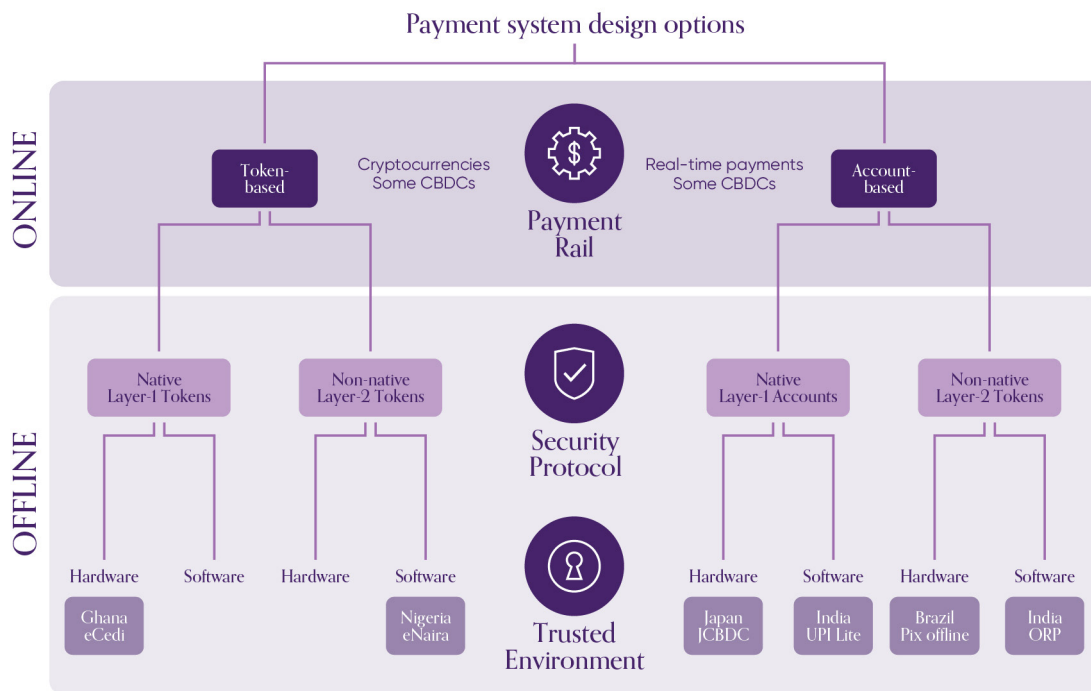 Payment system design options
ONLINE
Token-
based
Cryptocurrencies
Some CBDCs
$
Real-time payments
Some CBDCs
Account-
based
Payment
Rail
OFFLINE
Native
Layer-1 Tokens
Non-native
Layer-2 Tokens
Native
Layer-1 Accounts
Non-native
Layer-2 Tokens
Security
Protocol
Hardware
Software
Hardware
Software
Hardware
Software
Hardware
Software
Ghana
eCedi
Nigeria
eNaira
Japan
JCBDC
India
UPI Lite
Brazil
Pix offline
India
ORP
Trusted
Environment